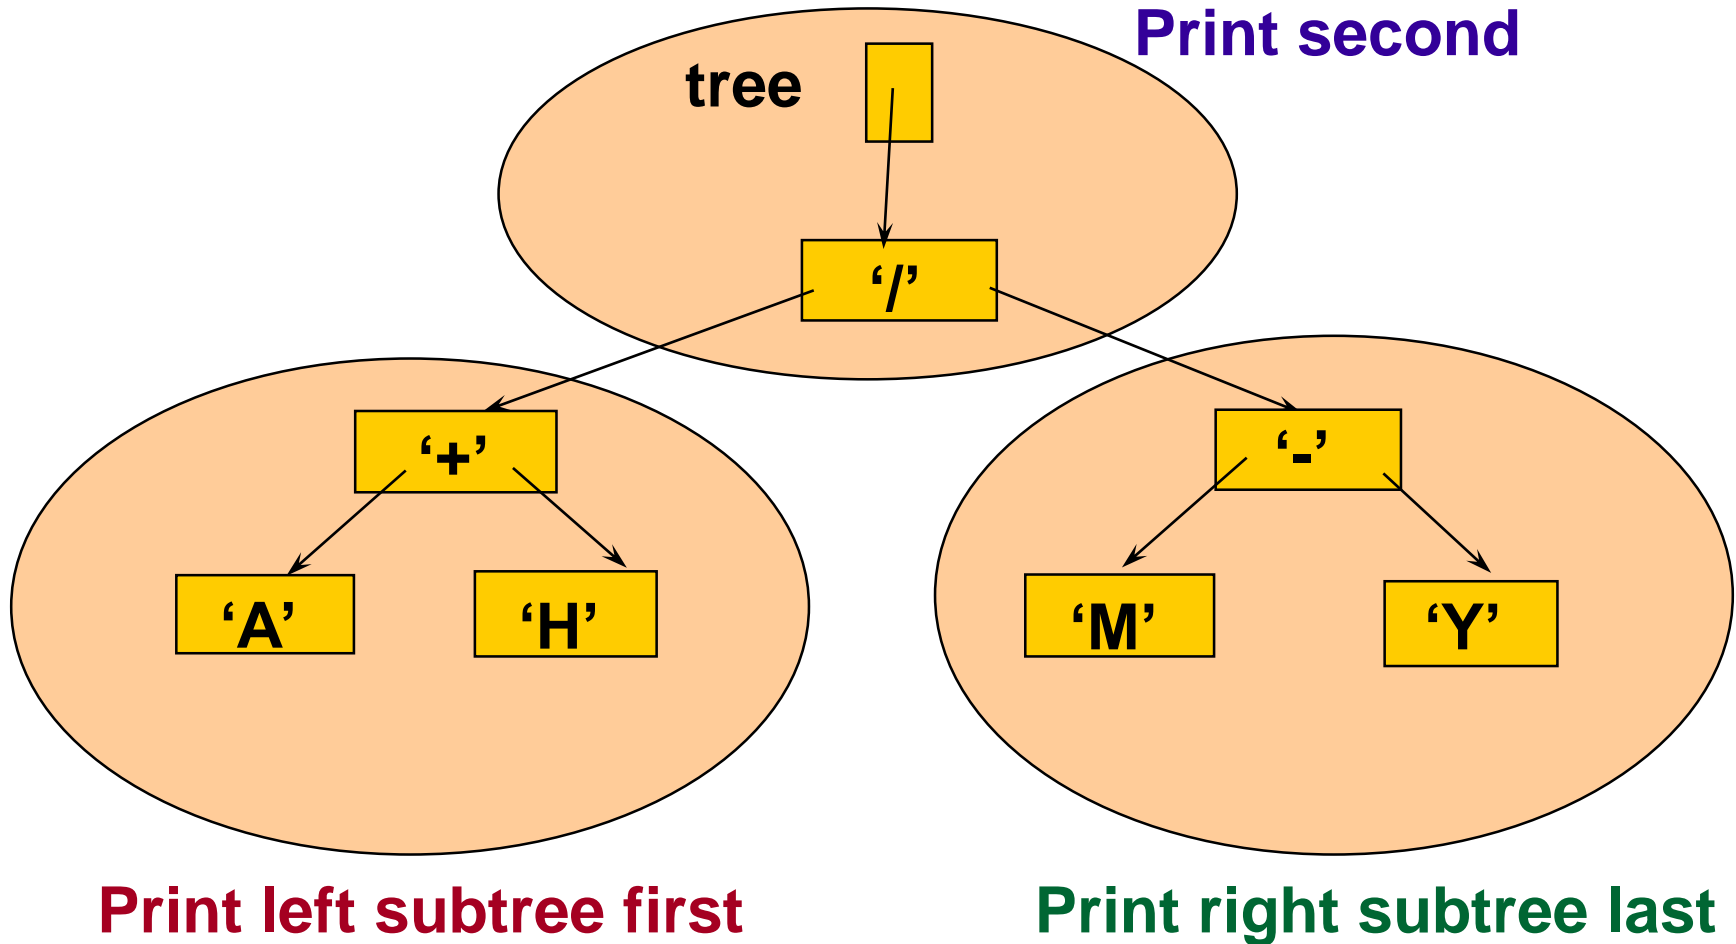 Print second
tree
‘/’
‘+’
‘-’
‘A’
‘H’
‘M’
‘Y’
Print left subtree first
Print right subtree last